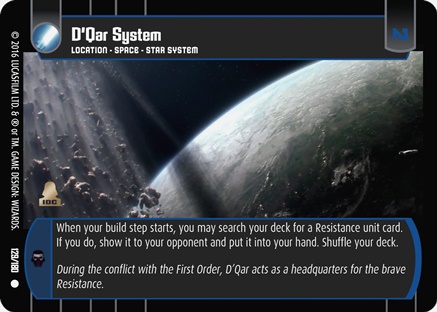 D'Qar System
LOCATION - SPACE - STAR SYSTEM
© 2016 LUCASFILM LTD. & ® or TM. GAME DESIGN: WIZARDS.
129/180
IDC
When your build step starts, you may search your deck for a Resistance unit card.
If you do, show it to your opponent and put it into your hand. Shuffle your deck.
During the conflict with the First Order, D'Qar acts as a headquarters for the brave
Resistance.